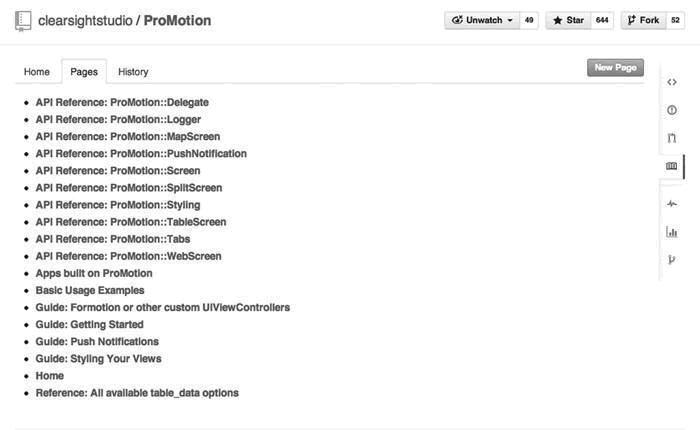 clearsightstudio / ProMotion
Unwatch 49 Star 644 Fork 52
Home Pages History New Page
API Reference: ProMotion::Delegate
API Reference: ProMotion::Logger
API Reference: ProMotion::MapScreen
API Reference: ProMotion::PushNotification
API Reference: ProMotion::Screen
API Reference: ProMotion::SplitScreen
API Reference: ProMotion::Styling
API Reference: ProMotion::TableScreen
API Reference: ProMotion::Tabs
API Reference: ProMotion::WebScreen
Apps built on ProMotion
Basic Usage Examples
Guide: Formotion or other custom UIViewControllers
Guide: Getting Started
Guide: Push Notifications
Guide: Styling Your Views
Home
Reference: All available table_data options